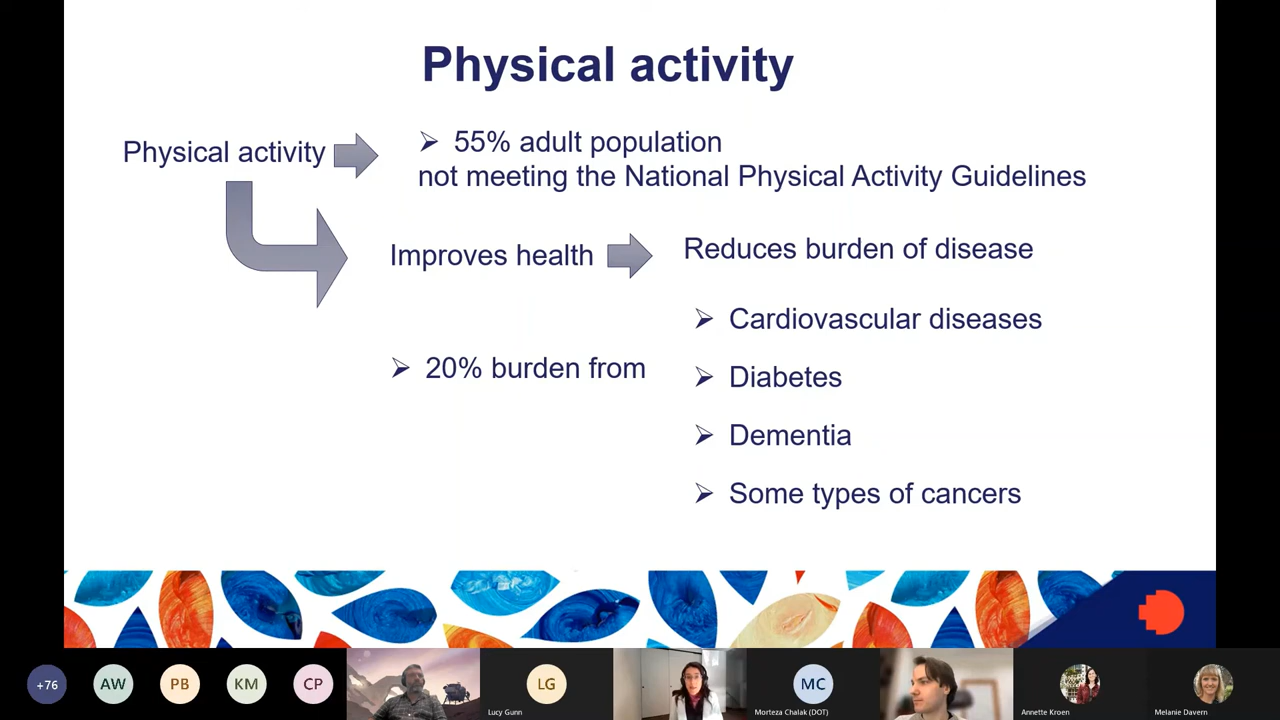 Physical activity
Physical activity
➢ 55% adult population
not meeting the National Physical Activity Guidelines
Improves health
Reduces burden of disease
➢ 20% burden from
➢ Cardiovascular diseases
➢ Diabetes
➢ Dementia
➢ Some types of cancers
+76
AW
PB
KM
CP
LG
Lucy Gunn
MC
Morteza Chalak (DOT)
Annette Kroen
Melanie Davern